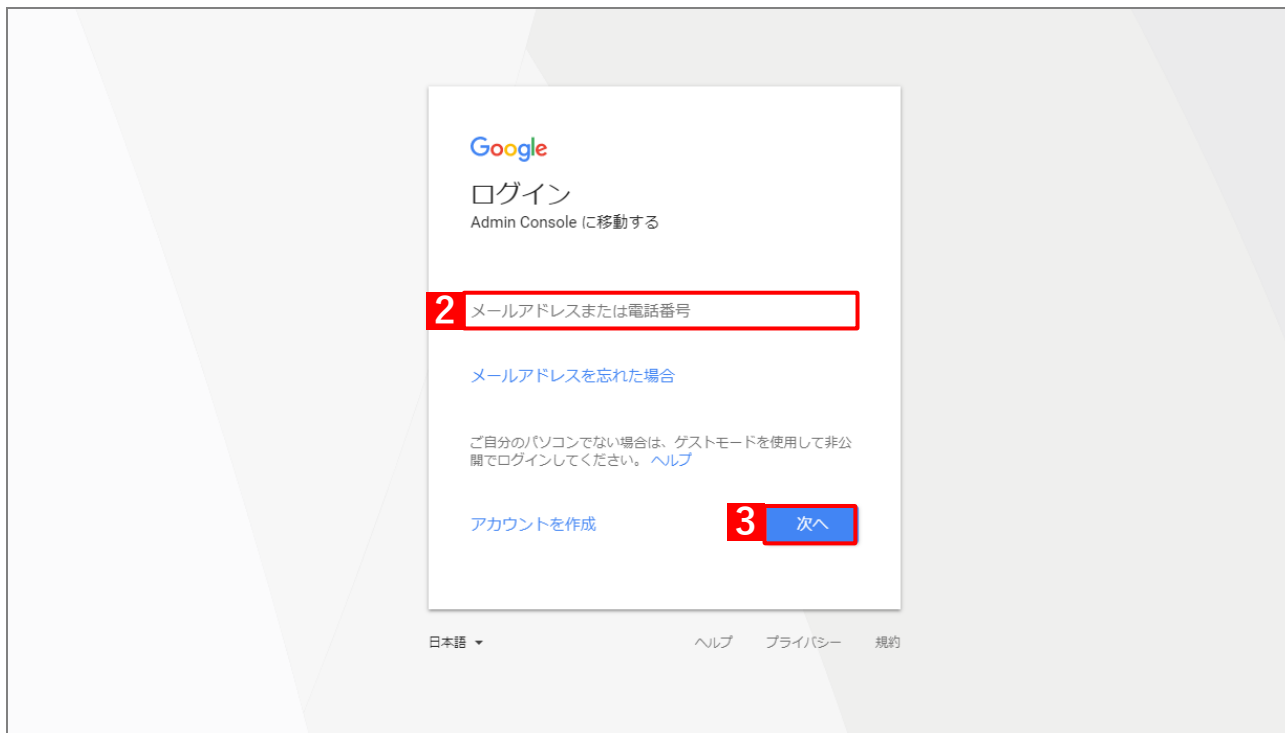 Google
ログイン
Admin Console に移動する
2 メールアドレスまたは電話番号
メールアドレスを忘れた場合
ご自分のパソコンでない場合は、ゲストモードを使用して非公
開でログインしてください。 ヘルプ
アカウントを作成 3 次へ
日本語 ヘルプ プライバシー 規約